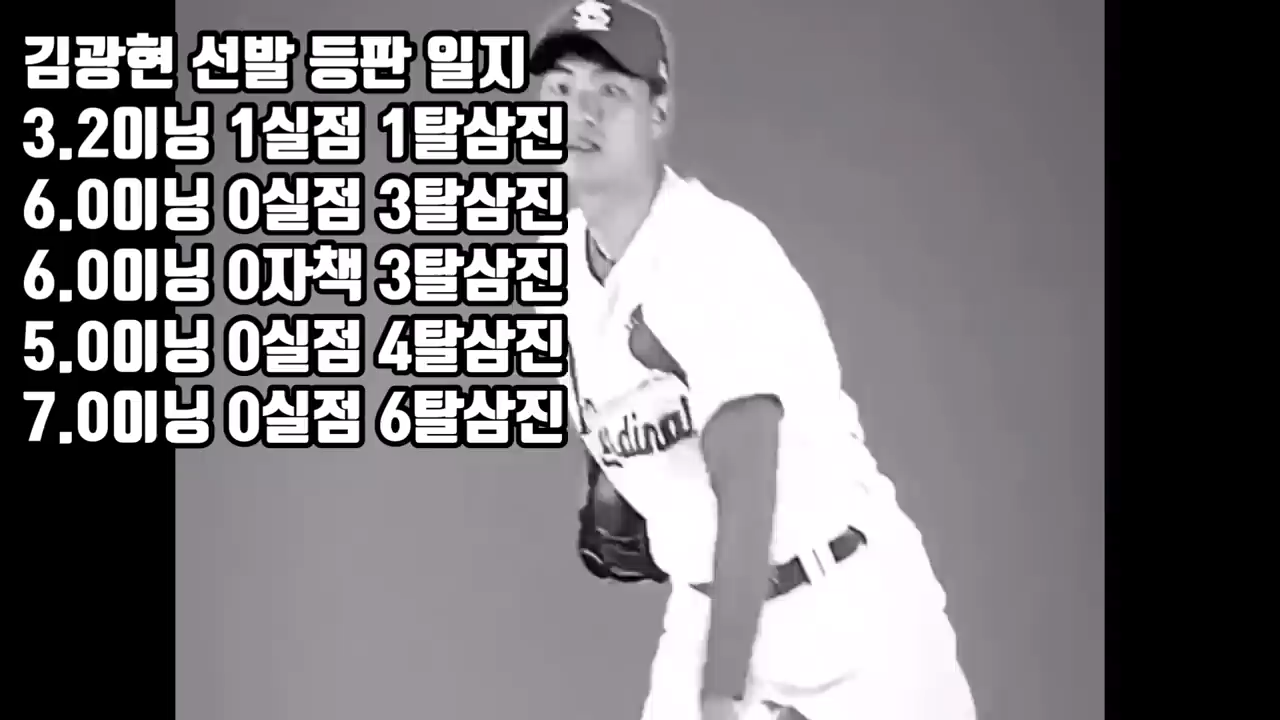 김광현 선발 등판 일지
3.2이닝 1실점 1탈삼진
6.0이닝 0실점 3탈삼진
6.0이닝 0자책 3탈삼진
5.0이닝 0실점 4탈삼진
7.0이닝 0실점 6탈삼진